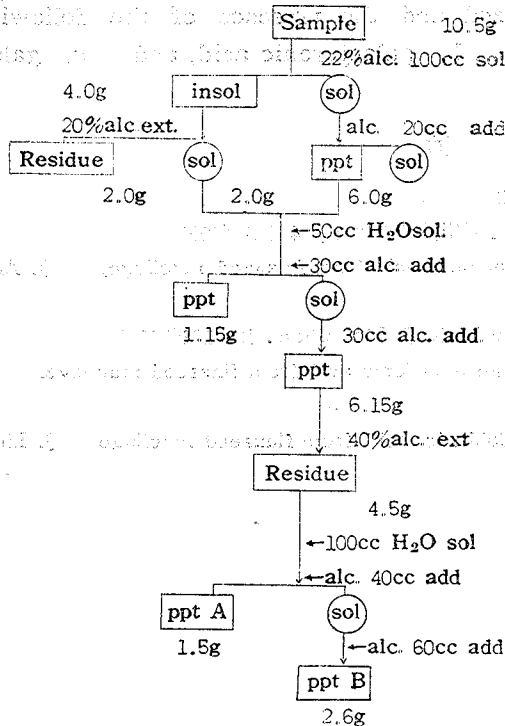 Sample 10.5g
22%alc. 100cc sol
4.0g insol sol
20%alc ext. alc. 20cc add
Residue sol ppt sol
2.0g 2.0g 6.0g
50cc H₂Osol.
30cc alc. add
ppt sol
1.15g 30cc alc. add
ppt
6.15g
40%alc. ext
Residue
4.5g
100cc H₂O sol
alc. 40cc add
ppt A sol
1.5g alc. 60cc add
ppt B
2.6g